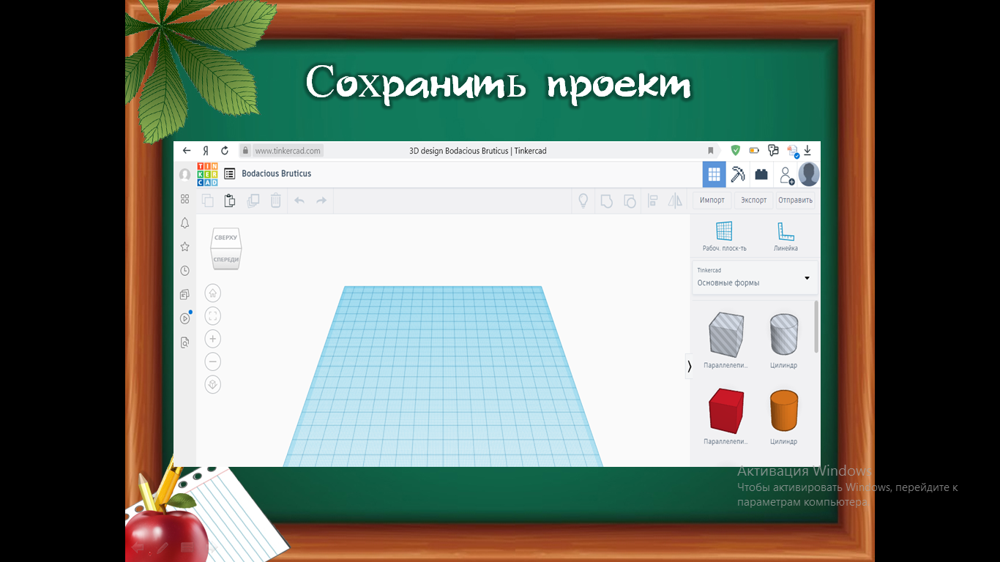 Сохранить проект
Я www.tinkercad.com 3D design Bodacious Bruticus | Tinkercad
TIN
KER
CAD
Bodacious Bruticus
Импорт Экспорт Отправить
СВЕРХУ
СПЕРЕДИ
Рабоч. плоск-ть Линейка
Tinkercad
Основные формы
Параллелепи... Цилиндр
Параллелепи... Цилиндр
Активация Windows
Чтобы активировать Windows, перейдите к
параметрам компьютера.